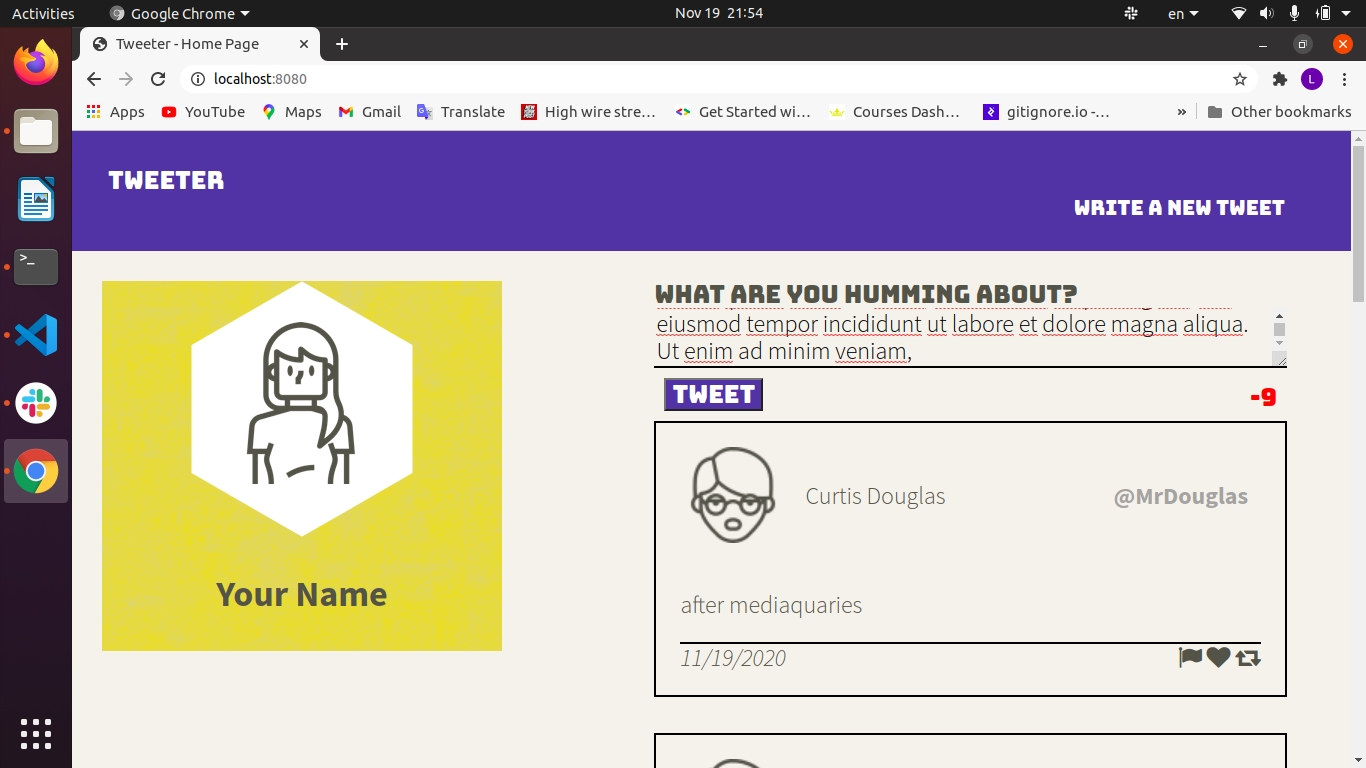 Activities
Google Chrome
Nov 19 21:54
en
Tweeter - Home Page
localhost:8080
L
Apps
YouTube
Maps
Gmail
Translate
High wire stre…
Get Started wi…
Courses Dash…
gitignore.io -…
»
Other bookmarks
TWEETER
WRITE A NEW TWEET
WHAT ARE YOU HUMMING ABOUT?
eiusmod tempor incididunt ut labore et dolore magna aliqua.
Ut enim ad minim veniam,
TWEET
-9
Your Name
Curtis Douglas
@MrDouglas
after mediaquaries
11/19/2020